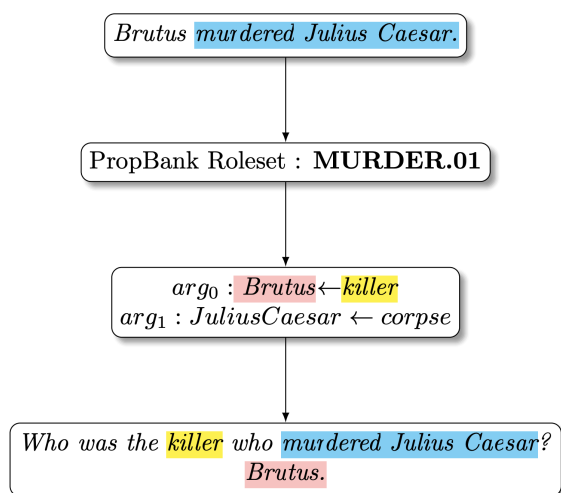 Brutus murdered Julius Caesar.
PropBank Roleset : MURDER.01
arg₀ : Brutus←killer
arg₁ : JuliusCaesar ← corpse
Who was the killer who murdered Julius Caesar?
Brutus.